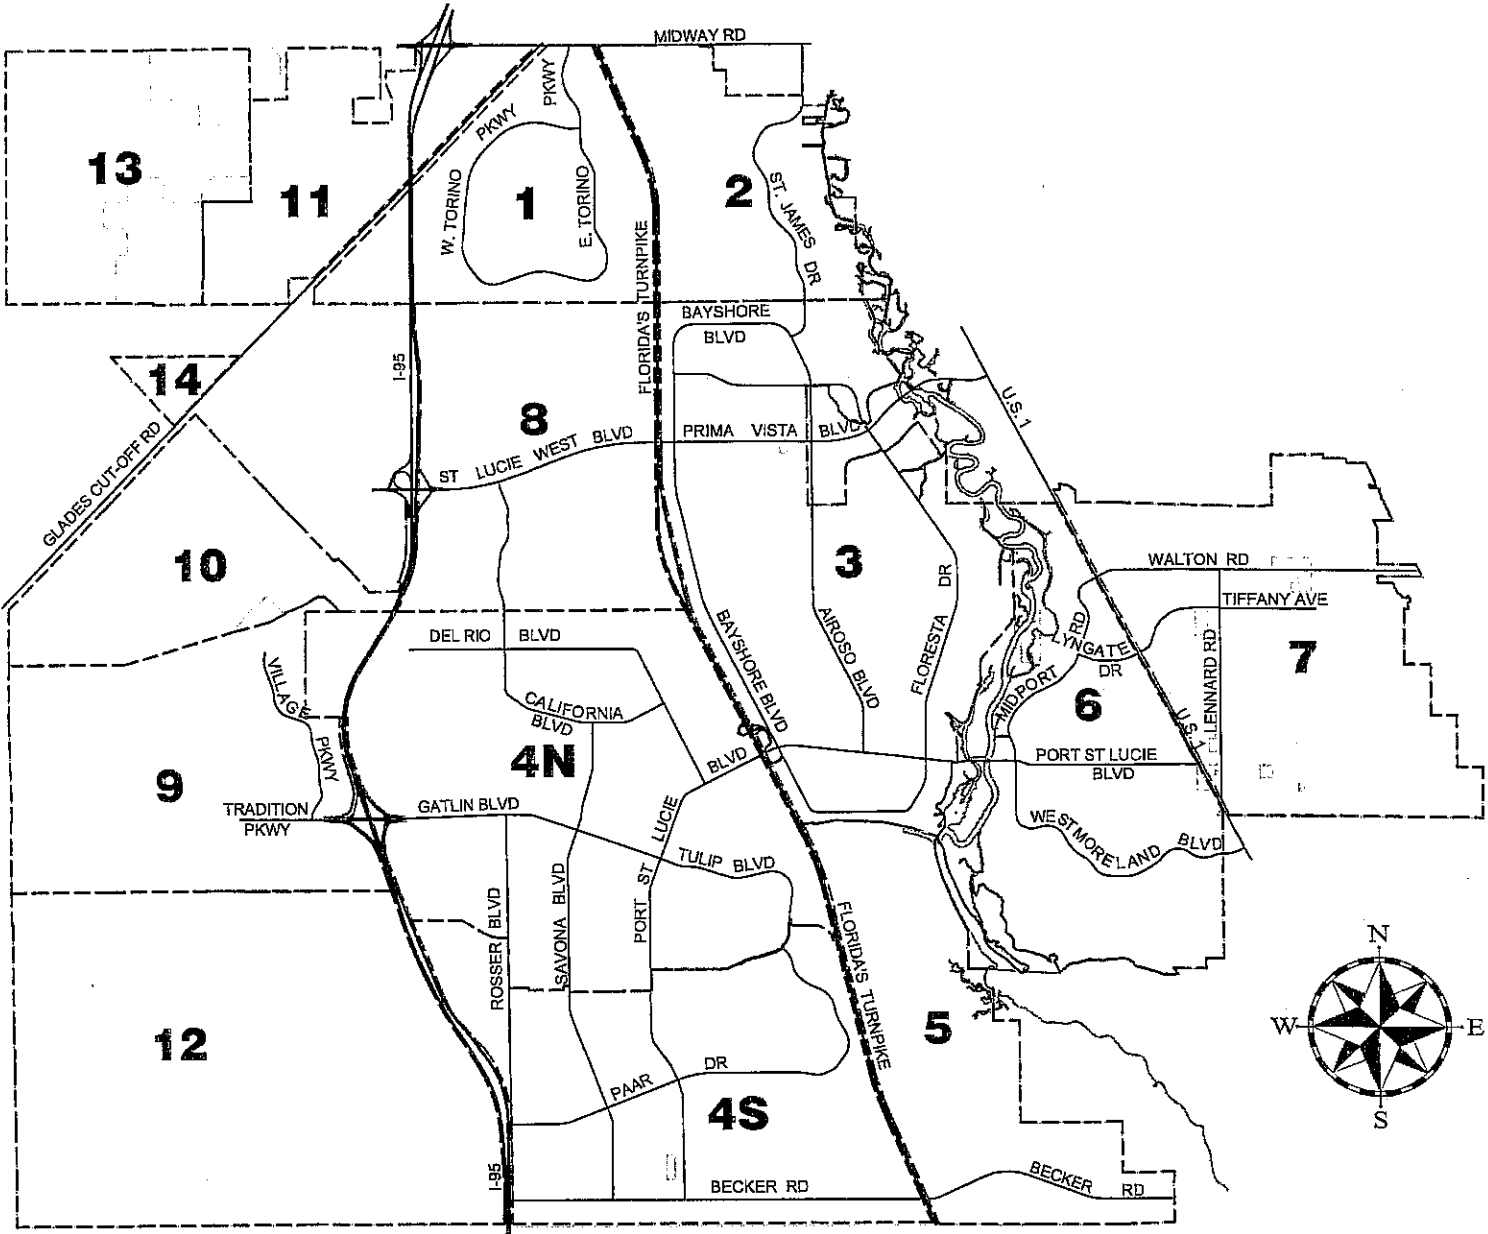 MIDWAY RD
PKWY
PKWY
13
11
W. TORINO
1
E. TORINO
2
ST. JAMES DR
FLORIDA'S TURNPIKE
BAYSHORE
BLVD
I-95
14
8
U.S. 1
ST LUCIE WEST BLVD
PRIMA VISTA BLVD
GLADES CUT-OFF RD
10
3
WALTON RD
TIFFANY AVE
DEL RIO BLVD
BAYSHORE BLVD
AIROSO BLVD
FLORESTA DR
LYNGATE
DR
MIDPORT RD
LENNARD RD
7
VILLAGE
PKWY
CALIFORNIA
BLVD
6
U.S. 1
4N
BLVD
PORT ST LUCIE
BLVD
9
TRADITION
PKWY
GATLIN BLVD
PORT ST LUCIE
TULIP BLVD
WESTMORELAND BLVD
ROSSER BLVD
SAVONA BLVD
FLORIDA'S TURNPIKE
N
W
E
S
12
5
PAAR DR
4S
I-95
BECKER RD
BECKER RD